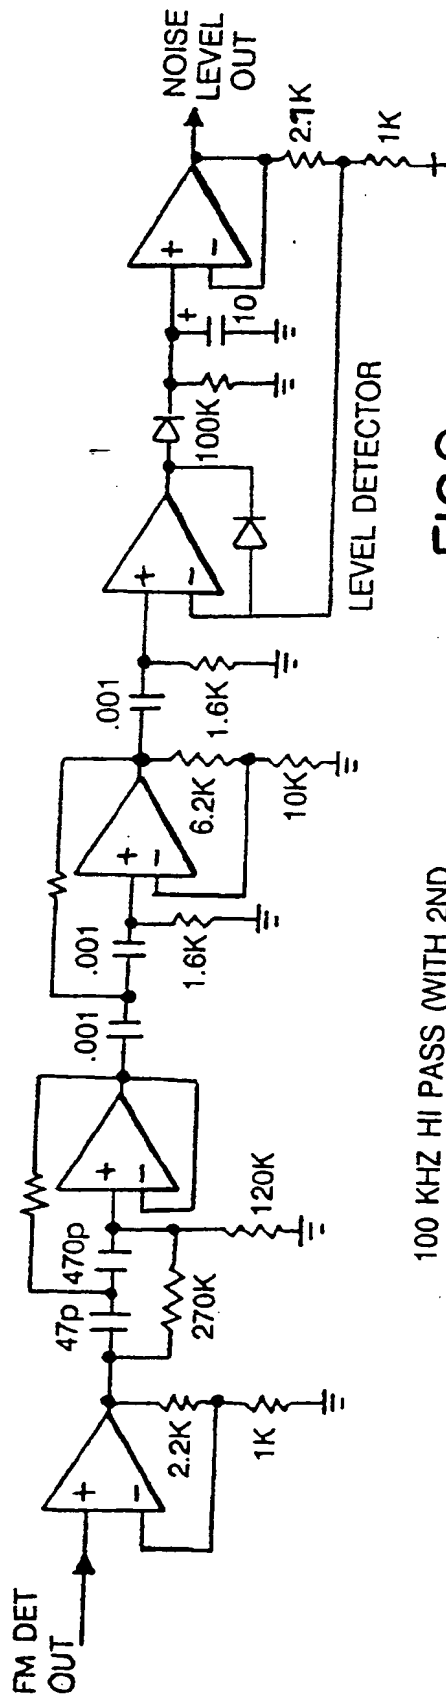 FM DET
OUT
+
−
2.2K
1K
47p
470p
270K
120K
+
−
.001
.001
1.6K
+
−
6.2K
10K
.001
1.6K
+
−
LEVEL DETECTOR
100K
+
10
+
−
NOISE
LEVEL
OUT
2.7K
1K
100 KHZ HI PASS (WITH 2ND